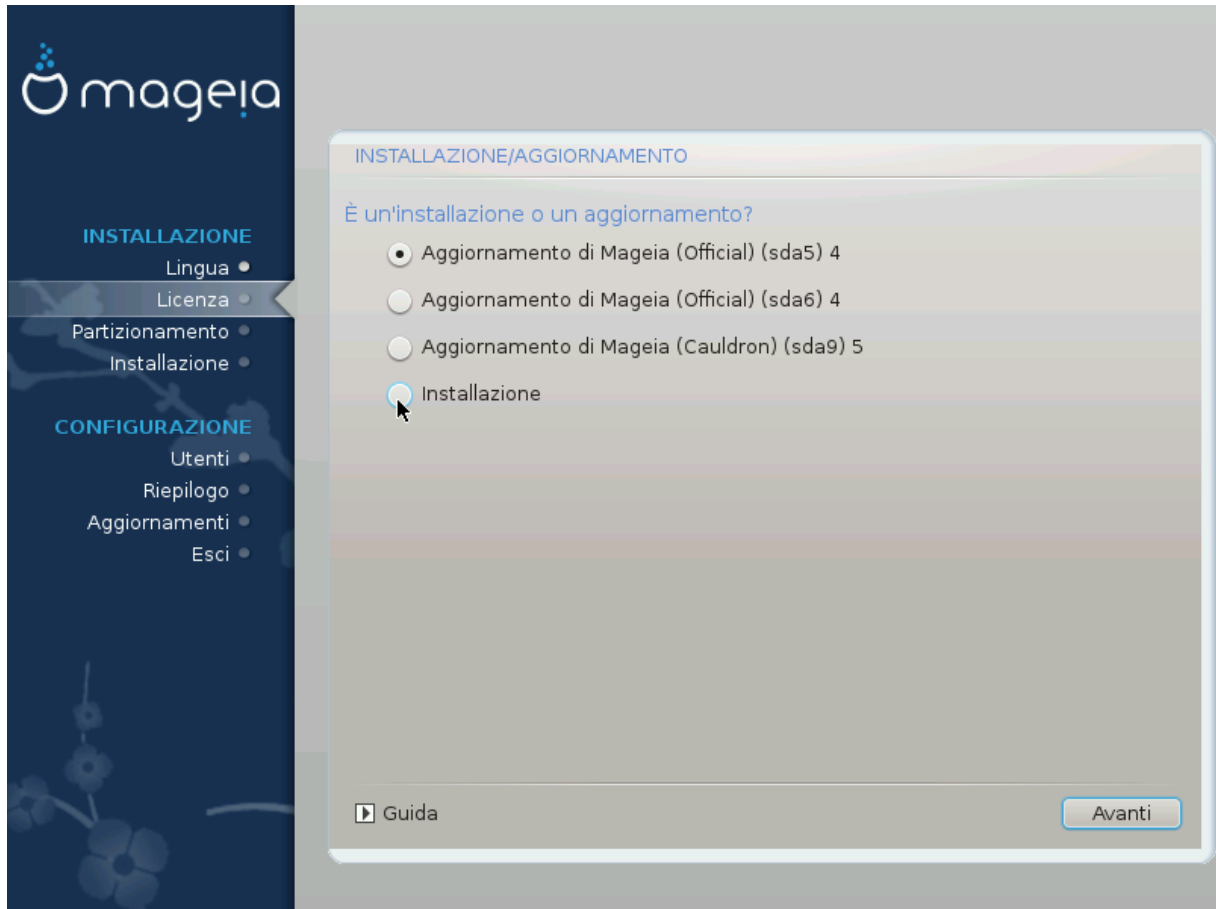 mageia
INSTALLAZIONE
Lingua
Licenza
Partizionamento
Installazione
CONFIGURAZIONE
Utenti
Riepilogo
Aggiornamenti
Esci
INSTALLAZIONE/AGGIORNAMENTO
È un'installazione o un aggiornamento?
Aggiornamento di Mageia (Official) (sda5) 4
Aggiornamento di Mageia (Official) (sda6) 4
Aggiornamento di Mageia (Cauldron) (sda9) 5
Installazione
Guida
Avanti